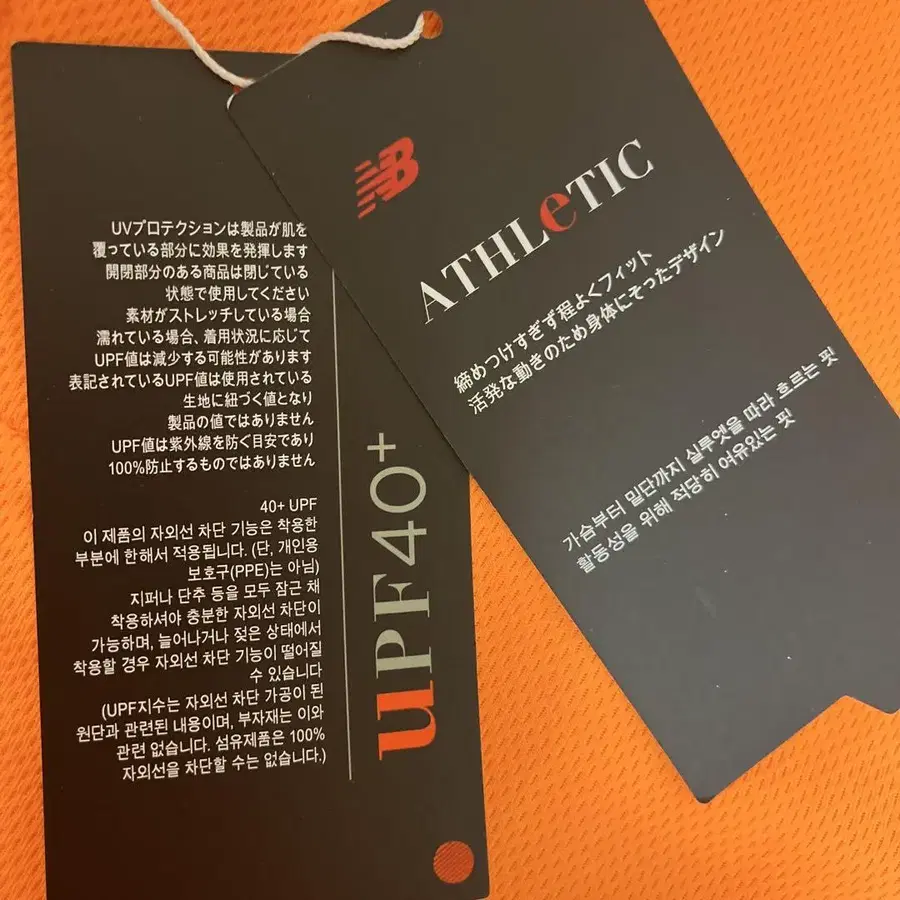 UVプロテクションは製品が肌を
覆っている部分に効果を発揮します
開閉部分のある商品は閉じている
状態で使用してください
素材がストレッチしている場合
濡れている場合、着用状況に応じて
UPF値は減少する可能性があります
表記されているUPF値は使用されている
生地に紐づく値となり
製品の値ではありません
UPF値は紫外線を防ぐ目安であり
100%防止するものではありません
40+ UPF
이 제품의 자외선 차단 기능은 착용한
부분에 한해서 적용됩니다. (단, 개인용
보호구(PPE)는 아님)
지퍼나 단추 등을 모두 잠근 채
착용하셔야 충분한 자외선 차단이
가능하며, 늘어나거나 젖은 상태에서
착용할 경우 자외선 차단 기능이 떨어질
수 있습니다
(UPF지수는 자외선 차단 가공이 된
원단과 관련된 내용이며, 부자재는 이와
관련 없습니다. 섬유제품은 100%
자외선을 차단할 수는 없습니다.)
uPF40+
NB
ATHLeTIC
締めつけすぎず程よくフィット
活発な動きのため身体にそったデザイン
가슴부터 밑단까지 실루엣을 따라 흐르는 핏
활동성을 위해 적당히 여유있는 핏